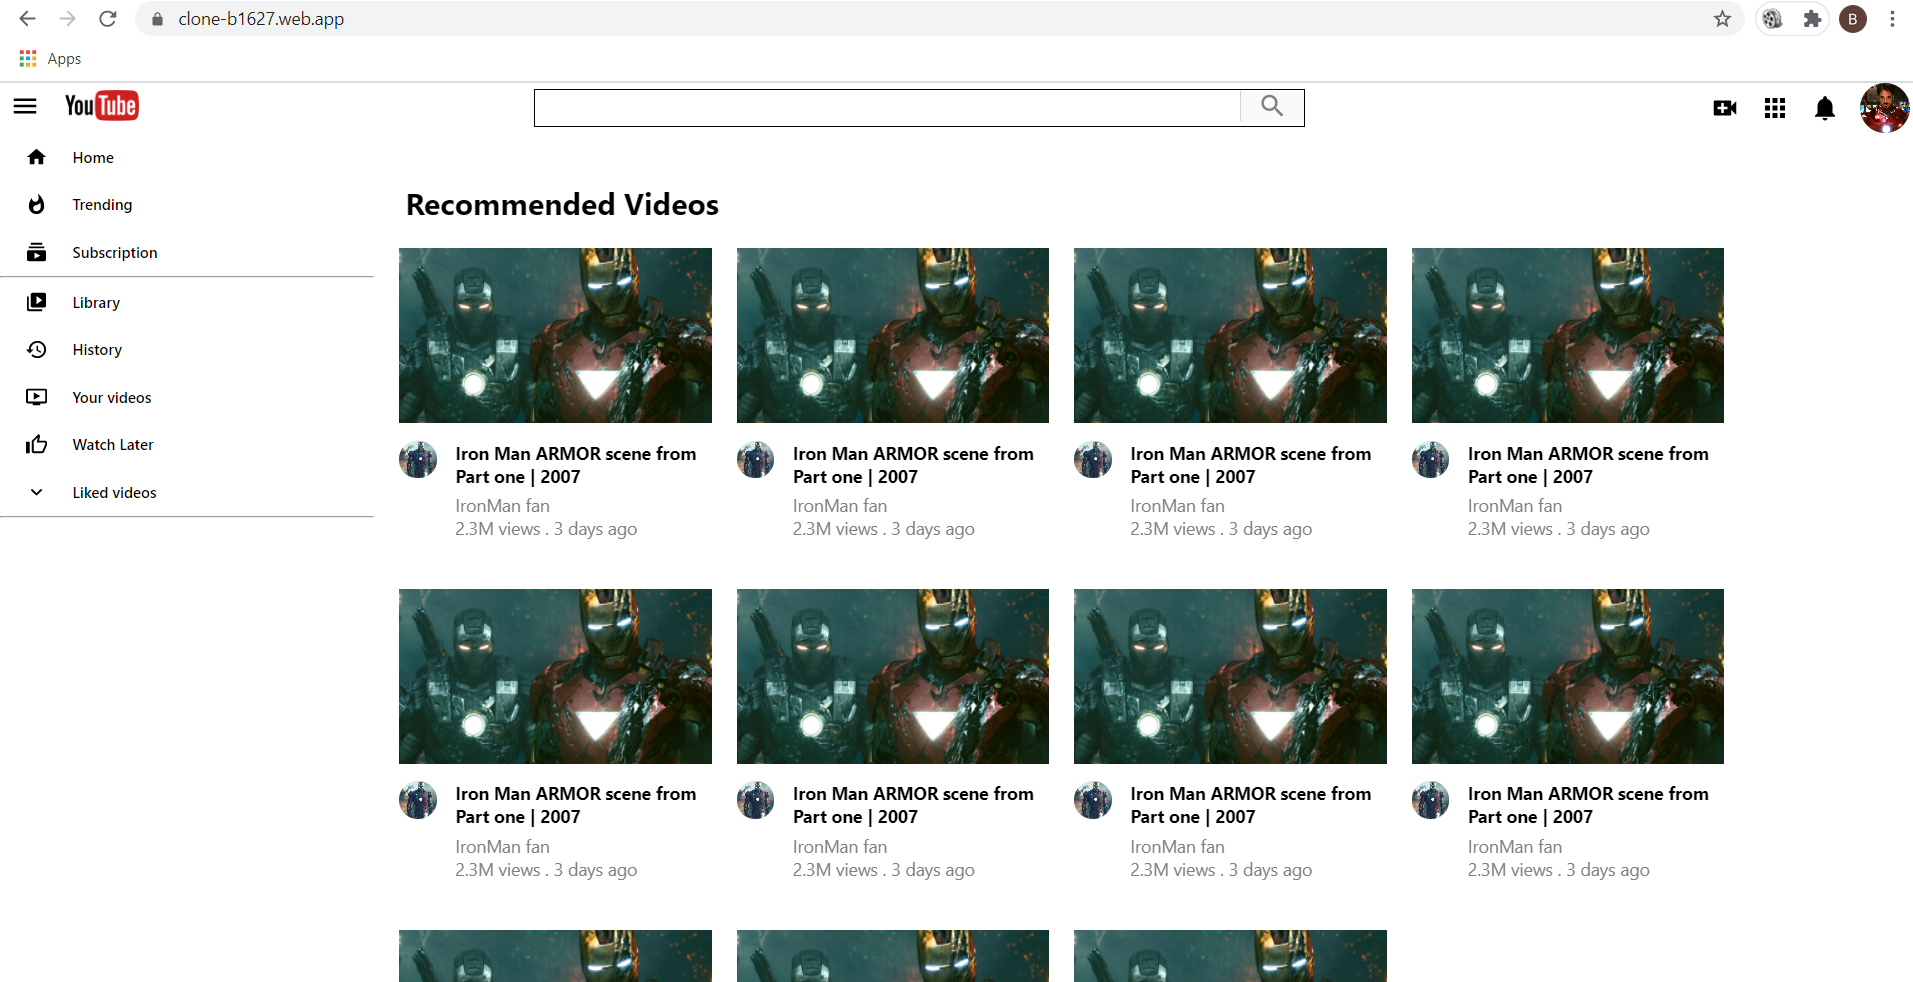 clone-b1627.web.app
B
Apps
YouTube
Home
Trending
Subscription
Library
History
Your videos
Watch Later
Liked videos
Recommended Videos
Iron Man ARMOR scene from
Part one | 2007
IronMan fan
2.3M views . 3 days ago
Iron Man ARMOR scene from
Part one | 2007
IronMan fan
2.3M views . 3 days ago
Iron Man ARMOR scene from
Part one | 2007
IronMan fan
2.3M views . 3 days ago
Iron Man ARMOR scene from
Part one | 2007
IronMan fan
2.3M views . 3 days ago
Iron Man ARMOR scene from
Part one | 2007
IronMan fan
2.3M views . 3 days ago
Iron Man ARMOR scene from
Part one | 2007
IronMan fan
2.3M views . 3 days ago
Iron Man ARMOR scene from
Part one | 2007
IronMan fan
2.3M views . 3 days ago
Iron Man ARMOR scene from
Part one | 2007
IronMan fan
2.3M views . 3 days ago